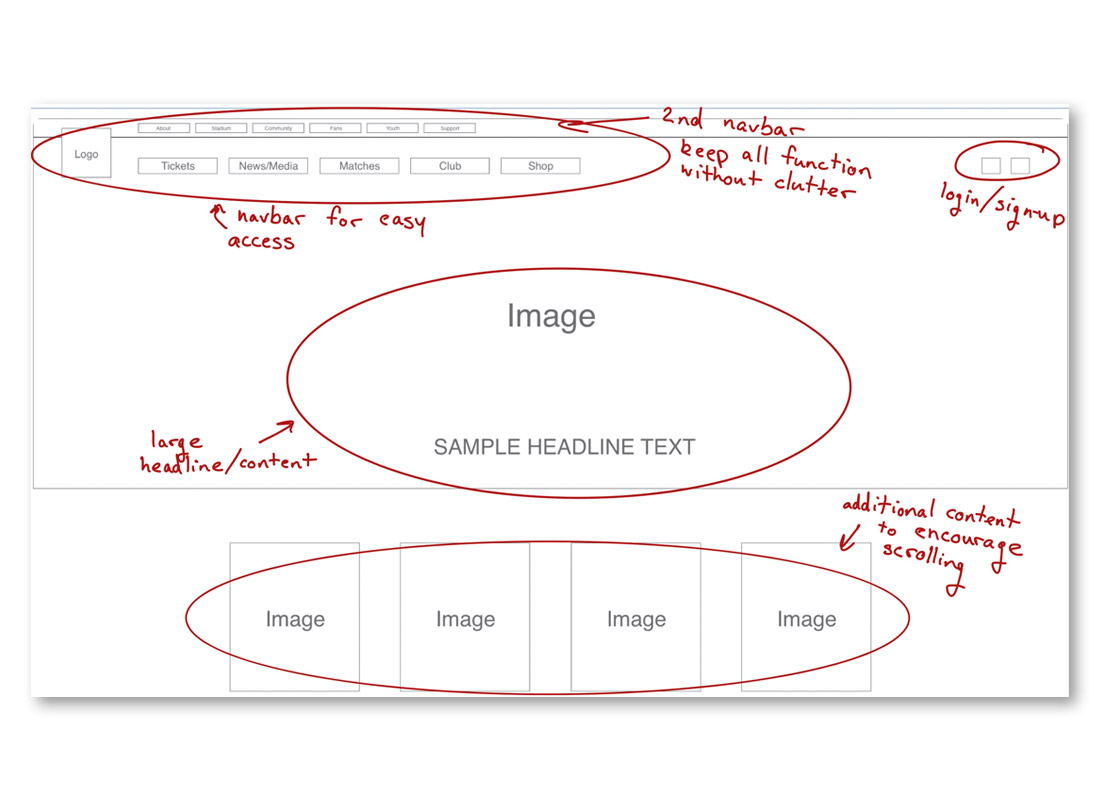 About Stadium Community Fans Youth Support
Logo
Tickets News/Media Matches Club Shop
2nd navbar
keep all function
without clutter
login/sign-up
navbar for easy
access
Image
SAMPLE HEADLINE TEXT
large
headline/content
additional content
to encourage
scrolling
Image Image Image Image